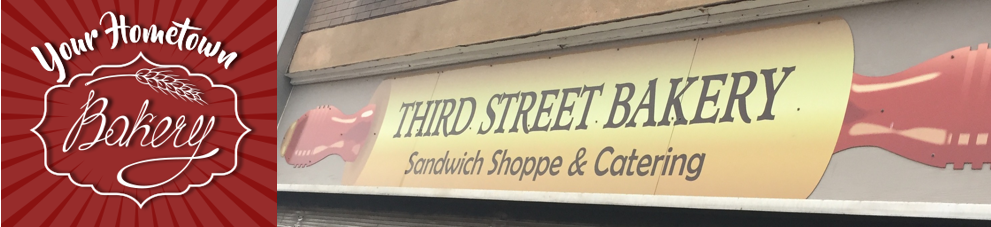 Your Hometown
Bakery
THIRD STREET BAKERY
Sandwich Shoppe & Catering